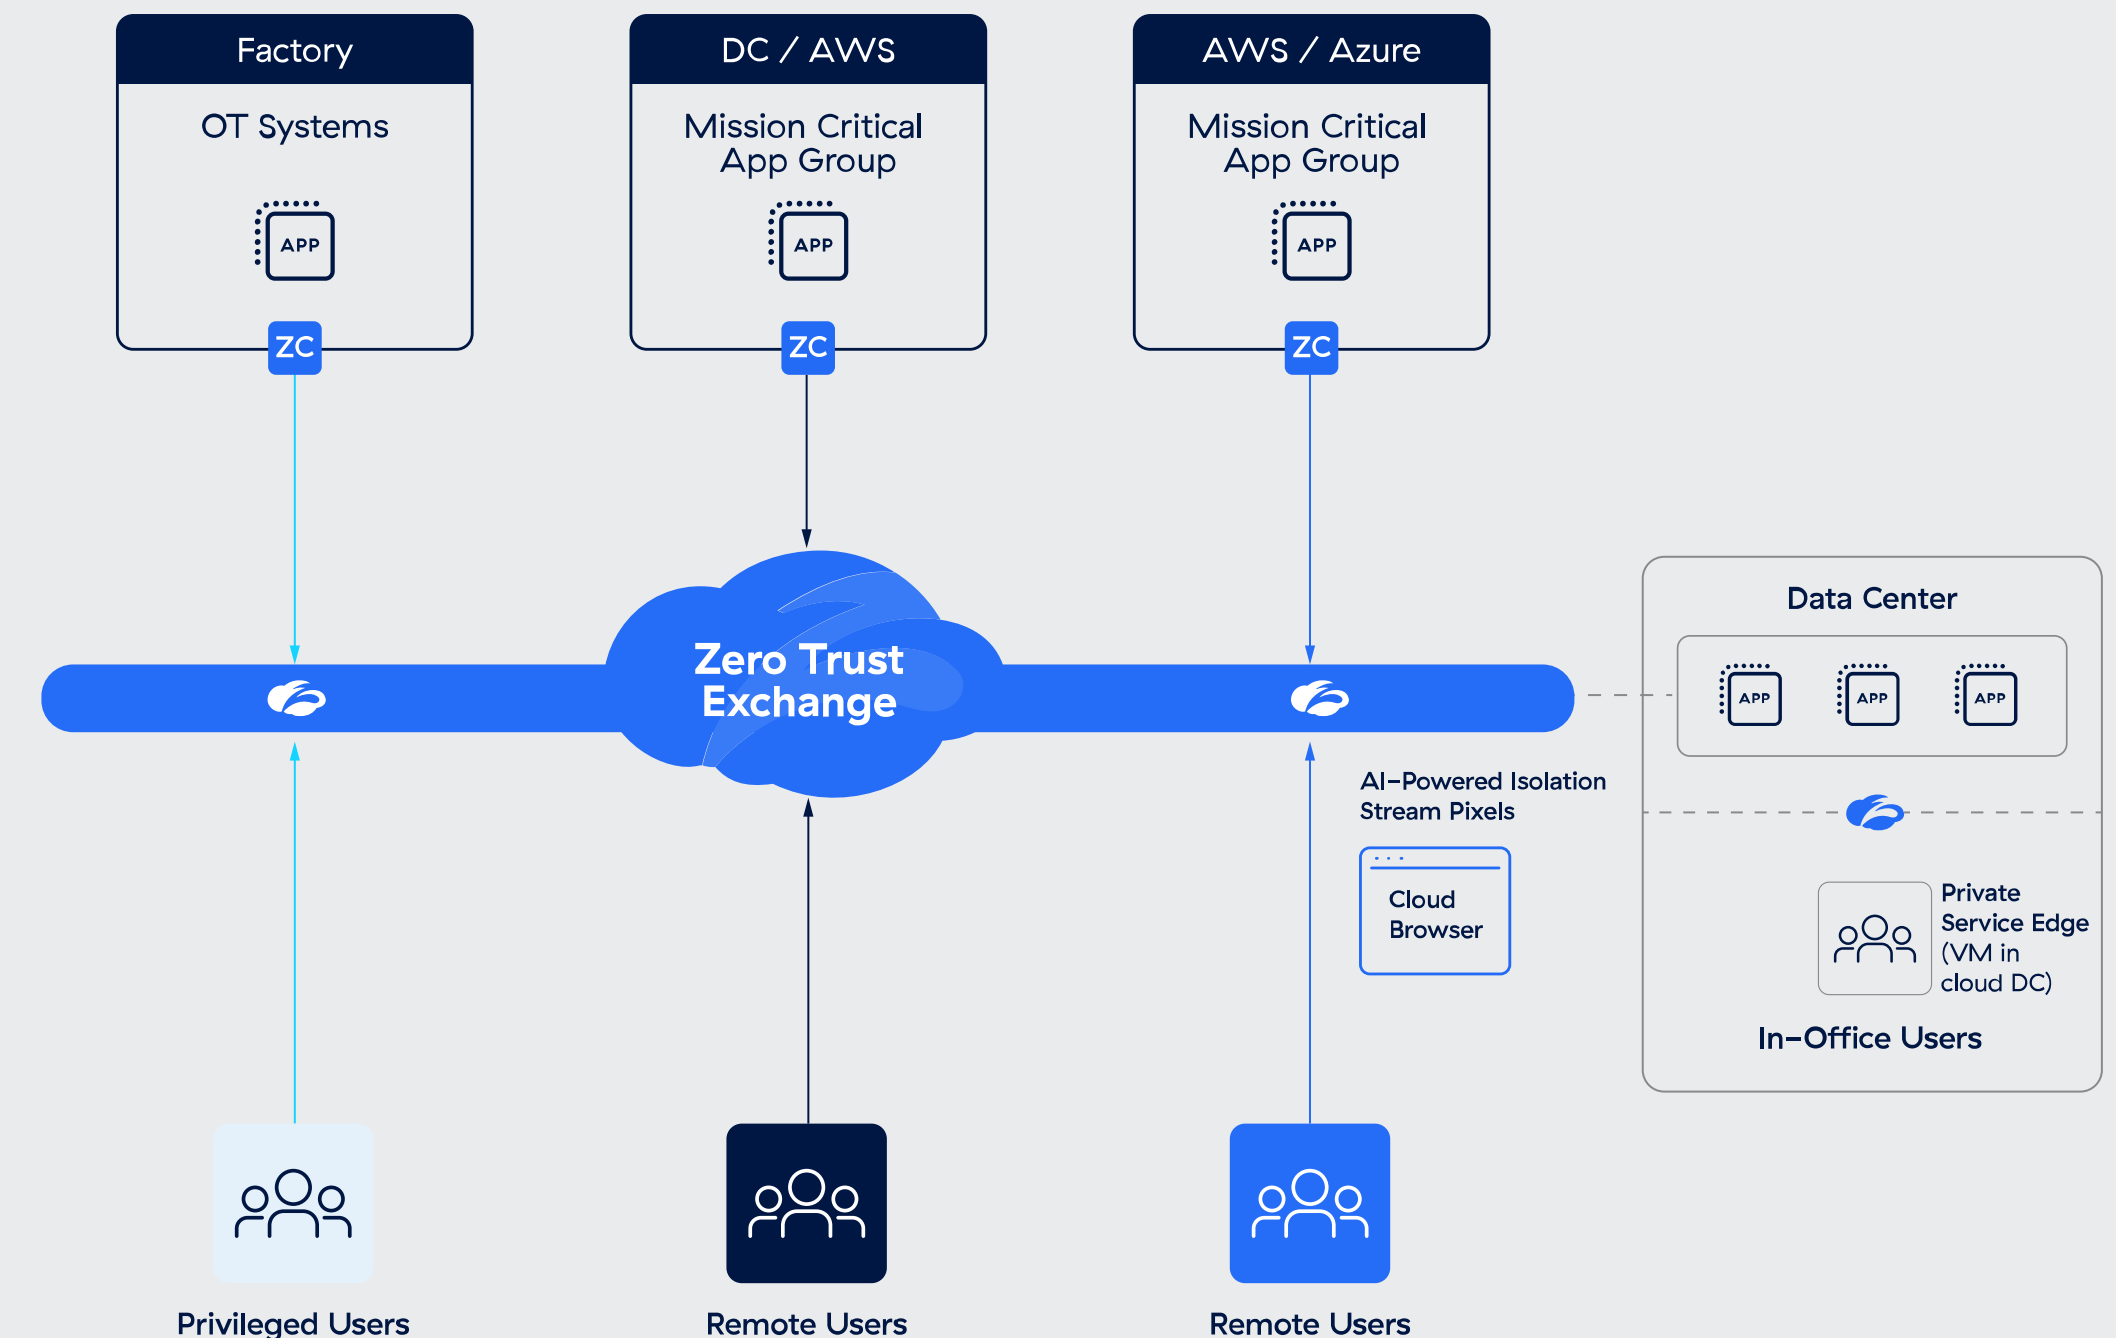 Factory
OT Systems
APP
ZC
DC / AWS
Mission Critical
App Group
APP
ZC
AWS / Azure
Mission Critical
App Group
APP
ZC
Zero Trust
Exchange
AI-Powered Isolation
Stream Pixels
Cloud
Browser
Data Center
APP
APP
APP
Private
Service Edge
(VM in
cloud DC)
In-Office Users
Privileged Users
Remote Users
Remote Users